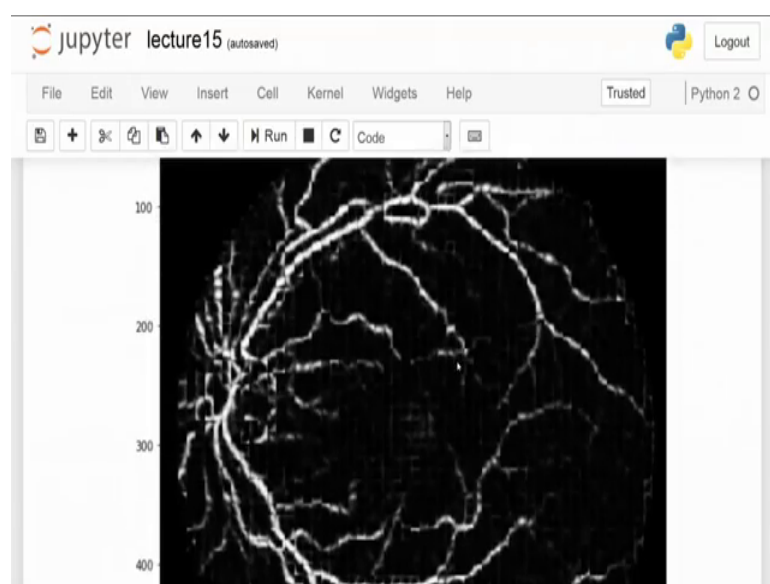 jupyter lecture15 (autosaved) Logout
File Edit View Insert Cell Kernel Widgets Help Trusted Python 2
Run Code
100
200
300
400